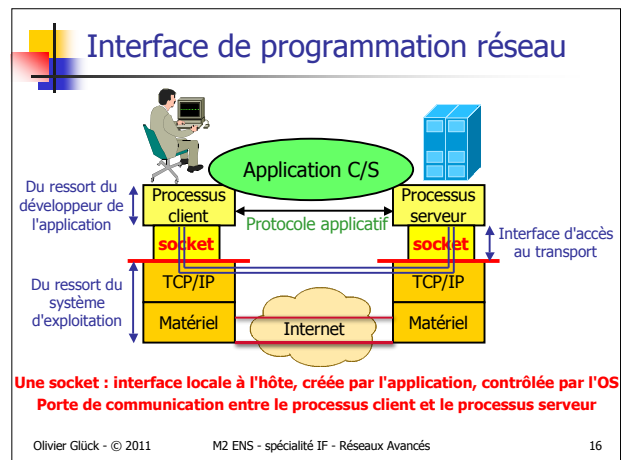 Interface de programmation réseau
Application C/S
Du ressort du
développeur de
l'application
Processus
client
Protocole applicatif
Processus
serveur
socket
socket
Interface d'accès
au transport
Du ressort du
système
d'exploitation
TCP/IP
TCP/IP
Matériel
Internet
Matériel
Une socket : interface locale à l'hôte, créée par l'application, contrôlée par l'OS
Porte de communication entre le processus client et le processus serveur
Olivier Glück - © 2011
M2 ENS - spécialité IF - Réseaux Avancés
16